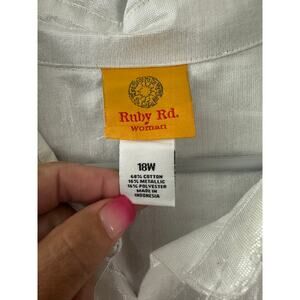 Ruby Rd.
woman
18W
68% COTTON
16% METALLIC
16% POLYESTER
MADE IN
INDONESIA